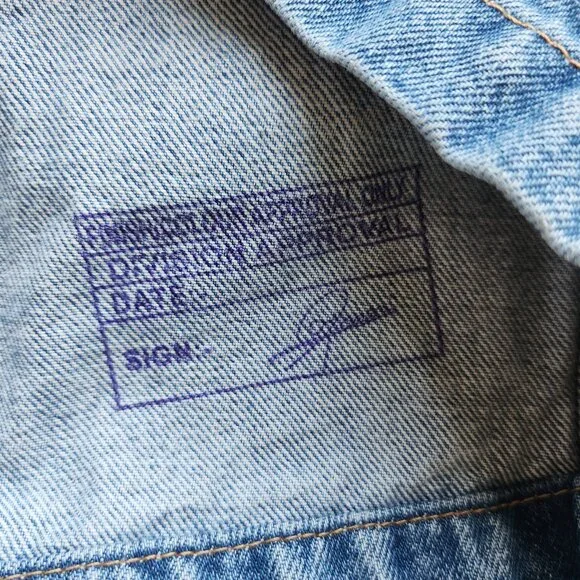 APPROVAL ONLY
DIVISION APPROVAL
DATE
SIGN:-